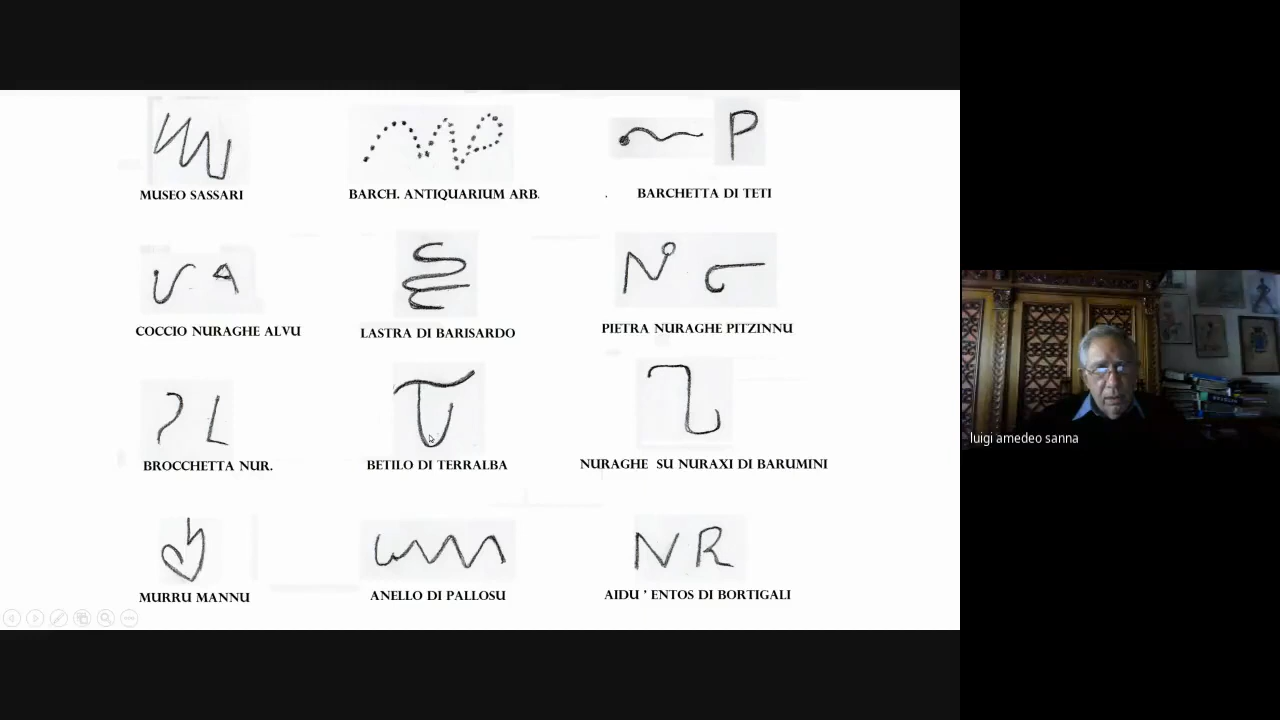 MUSEO SASSARI
BARCH. ANTIQUARIUM ARB.
BARCHETTA DI TETI
P
COCCIO NURAGHE ALVU
LASTRA DI BARISARDO
PIETRA NURAGHE PITZINNU
BROCCHETTA NUR.
BETILO DI TERRALBA
NURAGHE SU NURAXI DI BARUMINI
luigi amedeo sanna
N R
MURRU MANNU
ANELLO DI PALLOSU
AIDU ' ENTOS DI BORTIGALI